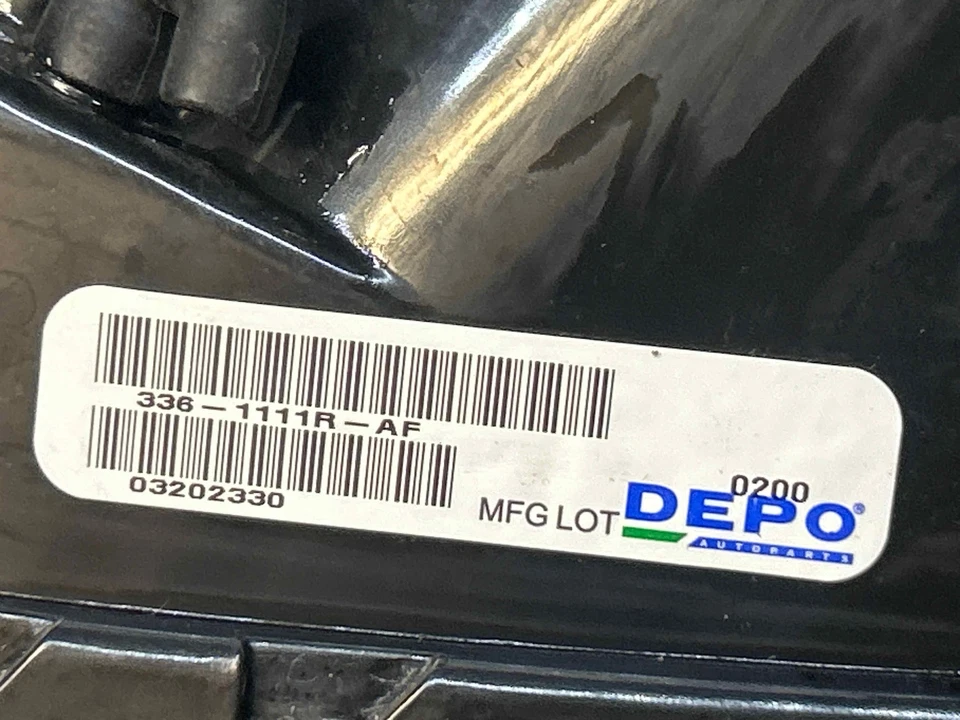 336-1111R-AF
03202330
0200
MFG LOT DEPO®
AUTOPARTS